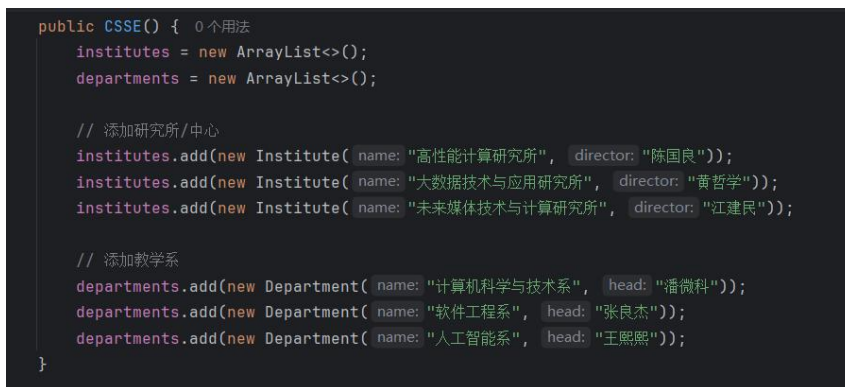 public CSSE() { 0个用法
institutes = new ArrayList<>();
departments = new ArrayList<>();
// 添加研究所/中心
institutes.add(new Institute( name: "高性能计算研究所", director: "陈国良"));
institutes.add(new Institute( name: "大数据技术与应用研究所", director: "黄哲学"));
institutes.add(new Institute( name: "未来媒体技术与计算研究所", director: "江建民"));
// 添加教学系
departments.add(new Department( name: "计算机科学与技术系", head: "潘微科"));
departments.add(new Department( name: "软件工程系", head: "张良杰"));
departments.add(new Department( name: "人工智能系", head: "王熙熙"));
}